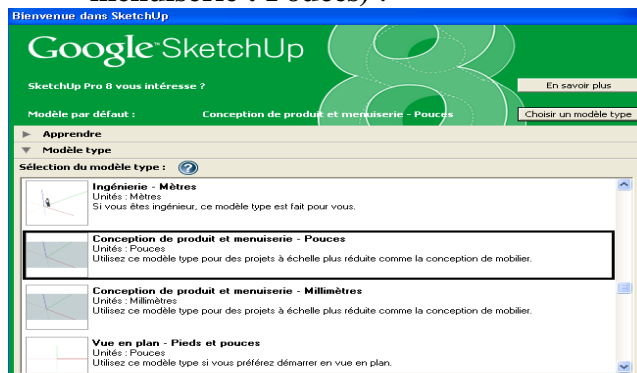 menuiserie : Pouces) :
Bienvenue dans SketchUp
Google SketchUp
8
SketchUp Pro 8 vous intéresse ?
En savoir plus
Modèle par défaut : Conception de produit et menuiserie - Pouces
Choisir un modèle type
Apprendre
Modèle type
Sélection du modèle type : ?
Ingénierie - Mètres
Unités : Mètres
Si vous êtes ingénieur, ce modèle type est fait pour vous.
Conception de produit et menuiserie - Pouces
Unités : Pouces
Utilisez ce modèle type pour des projets à échelle plus réduite comme la conception de mobilier.
Conception de produit et menuiserie - Millimètres
Unités : Millimètres
Utilisez ce modèle type pour des projets à échelle plus réduite comme la conception de mobilier.
Vue en plan - Pieds et pouces
Unités : Pouces
Utilisez ce modèle type si vous préférez démarrer en vue en plan.